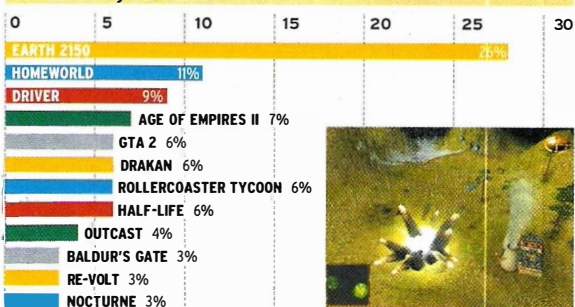 0 5 10 15 20 25 30
EARTH 2150 26%
HOMEWORLD 11%
DRIVER 9%
AGE OF EMPIRES II 7%
GTA 2 6%
DRAKAN 6%
ROLLERCOASTER TYCOON 6%
HALF-LIFE 6%
OUTCAST 4%
BALDUR'S GATE 3%
RE-VOLT 3%
NOCTURNE 3%